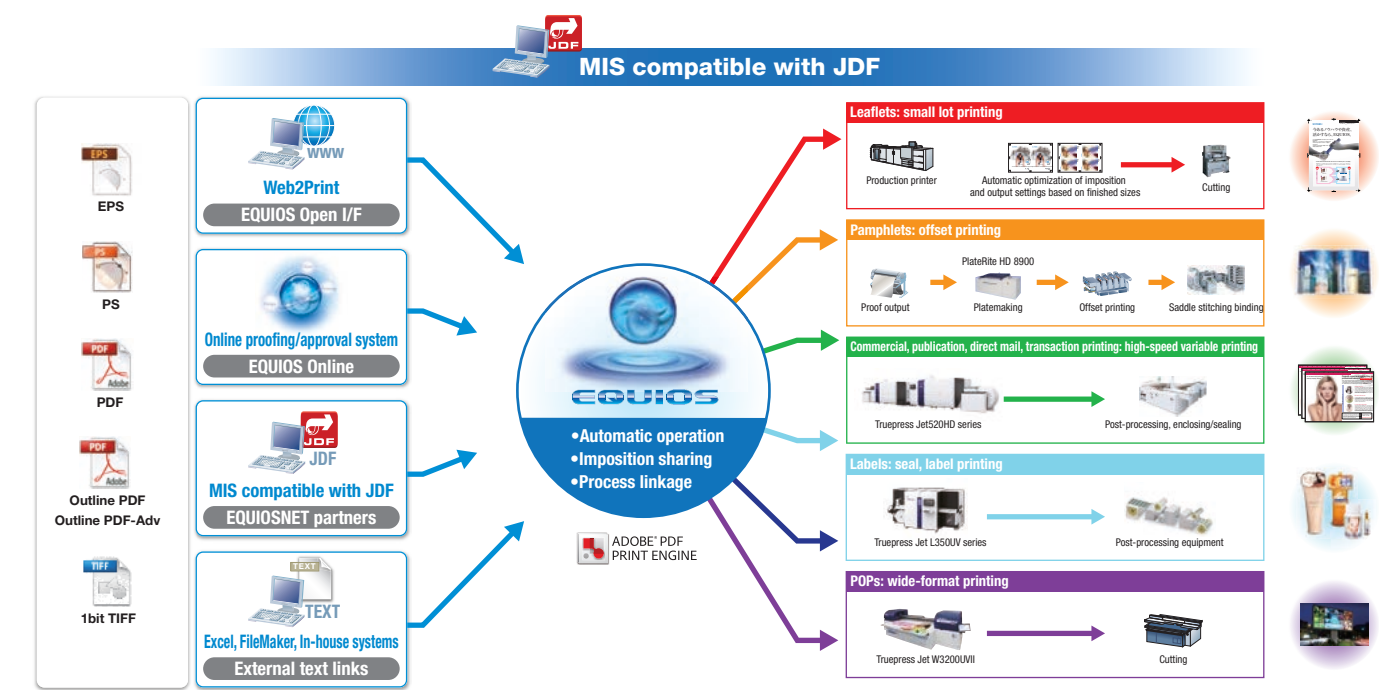 JDF
MIS compatible with JDF
EPS
EPS
PS
PS
PDF
Adobe
PDF
PDF
Adobe
Outline PDF
Outline PDF-Adv
TIFF
1bit TIFF
WWW
Web2Print
EQUIOS Open I/F
Online proofing/approval system
EQUIOS Online
JDF
JDF
MIS compatible with JDF
EQUIOSNET partners
TEXT
TEXT
Excel, FileMaker, In-house systems
External text links
EQUIOS
•Automatic operation
•Imposition sharing
•Process linkage
ADOBE® PDF
PRINT ENGINE
Leaflets: small lot printing
Production printer
Automatic optimization of imposition
and output settings based on finished sizes
Cutting
Pamphlets: offset printing
PlateRite HD 8900
Proof output
Platemaking
Offset printing
Saddle stitching binding
Commercial, publication, direct mail, transaction printing: high-speed variable printing
Truepress Jet520HD series
Post-processing, enclosing/sealing
Labels: seal, label printing
Truepress Jet L350UV series
Post-processing equipment
POPs: wide-format printing
Truepress Jet W3200UVII
Cutting